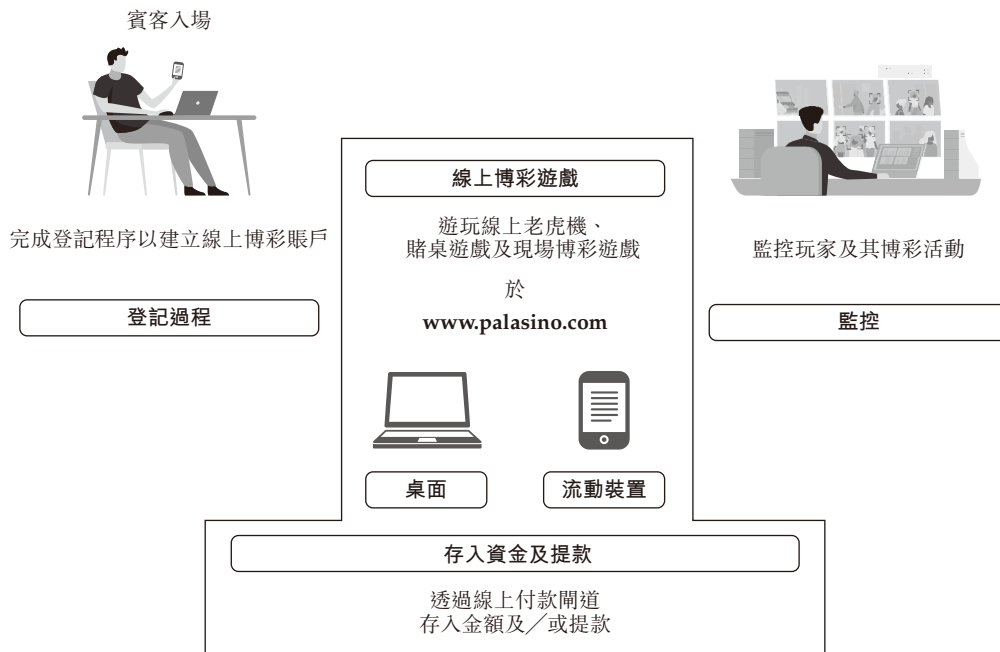 賓客入場
完成登記程序以建立線上博彩賬戶
登記過程
線上博彩遊戲
遊玩線上老虎機、
賭桌遊戲及現場博彩遊戲
於
www.palasino.com
桌面
流動裝置
監控玩家及其博彩活動
監控
存入資金及提款
透過線上付款閘道
存入金額及／或提款